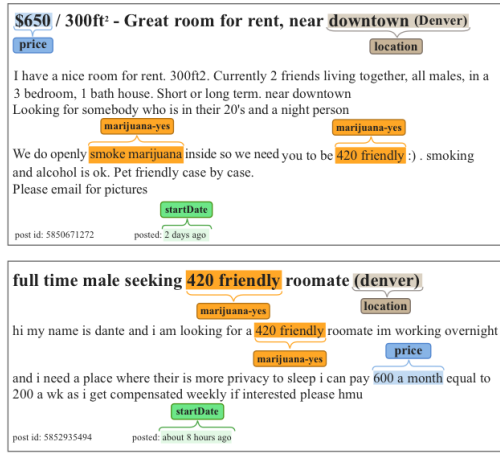 $650 / 300ft² - Great room for rent, near downtown (Denver)
price
location
I have a nice room for rent. 300ft2. Currently 2 friends living together, all males, in a
3 bedroom, 1 bath house. Short or long term. near downtown
Looking for somebody who is in their 20's and a night person
marijuana-yes
marijuana-yes
We do openly smoke marijuana inside so we need you to be 420 friendly :) . smoking
and alcohol is ok. Pet friendly case by case.
Please email for pictures
startDate
post id: 5850671272 posted: 2 days ago
full time male seeking 420 friendly roomate (denver)
marijuana-yes
location
hi my name is dante and i am looking for a 420 friendly roomate im working overnight
marijuana-yes
price
and i need a place where their is more privacy to sleep i can pay 600 a month equal to
200 a wk as i get compensated weekly if interested please hmu
startDate
post id: 5852935494 posted: about 8 hours ago